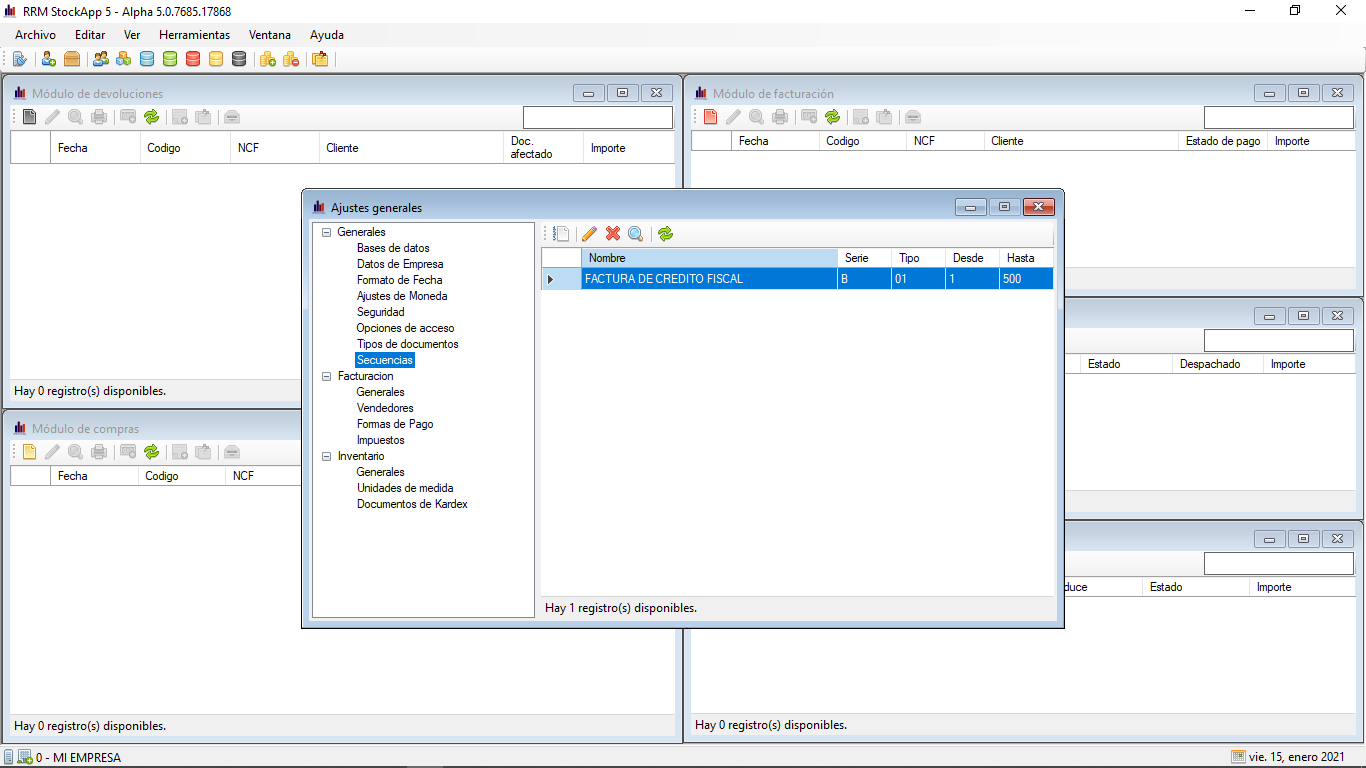 RRM StockApp 5 - Alpha 5.0.7685.17868
Archivo Editar Ver Herramientas Ventana Ayuda
Módulo de devoluciones
Fecha Codigo NCF Cliente Doc. afectado Importe
Hay 0 registro(s) disponibles.
Módulo de facturación
Fecha Codigo NCF Cliente Estado de pago Importe
Ajustes generales
Generales
Bases de datos
Datos de Empresa
Formato de Fecha
Ajustes de Moneda
Seguridad
Opciones de acceso
Tipos de documentos
Secuencias
Facturacion
Generales
Vendedores
Formas de Pago
Impuestos
Inventario
Generales
Unidades de medida
Documentos de Kardex
Nombre Serie Tipo Desde Hasta
FACTURA DE CREDITO FISCAL B 01 1 500
Hay 1 registro(s) disponibles.
Estado Despachado Importe
Módulo de compras
Fecha Codigo NCF
Hay 0 registro(s) disponibles.
duce Estado Importe
Hay 0 registro(s) disponibles.
0 - MI EMPRESA
vie. 15, enero 2021